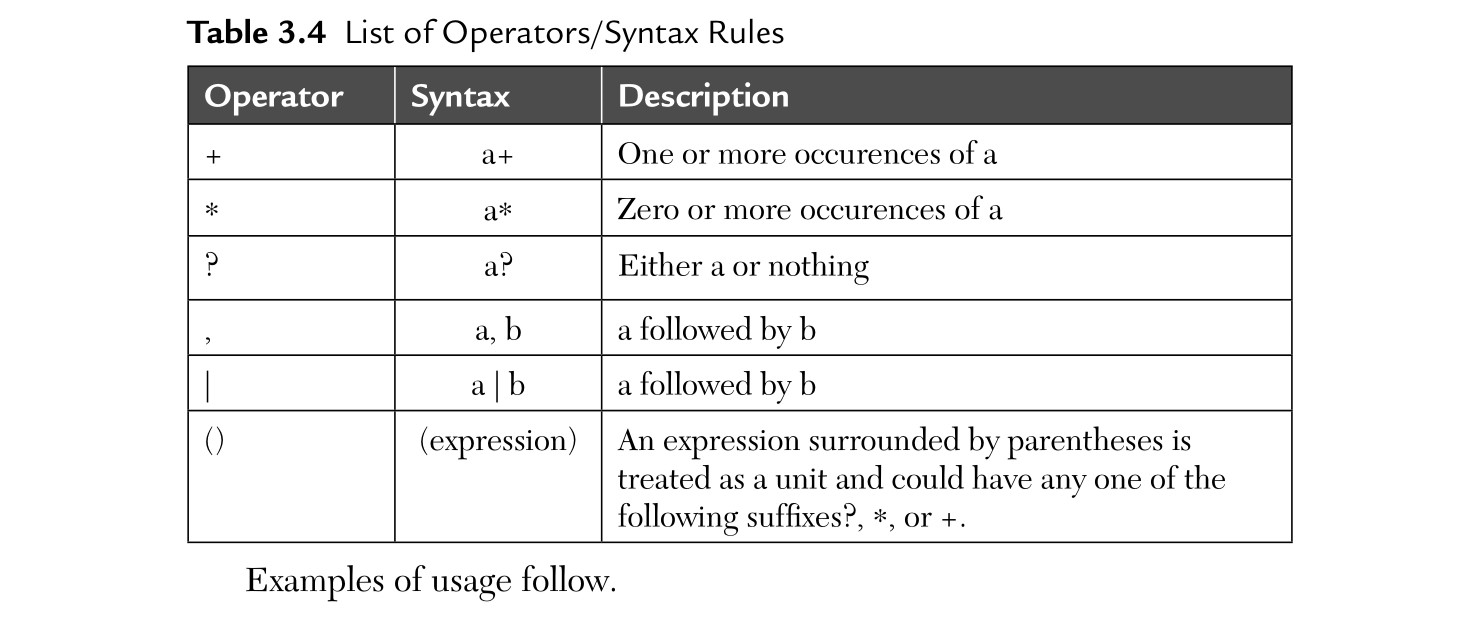 Table 3.4 List of Operators/Syntax Rules
Operator Syntax Description
+ a+ One or more occurences of a
* a* Zero or more occurences of a
? a? Either a or nothing
, a, b a followed by b
| a | b a followed by b
() (expression) An expression surrounded by parentheses is
treated as a unit and could have any one of the
following suffixes?, *, or +.
Examples of usage follow.